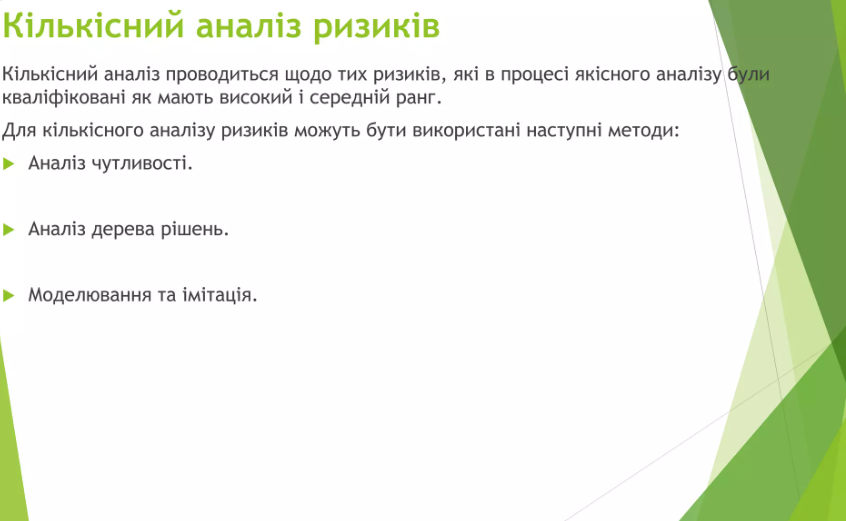 Кількісний аналіз ризиків
Кількісний аналіз проводиться щодо тих ризиків, які в процесі якісного аналізу були
кваліфіковані як мають високий і середній ранг.
Для кількісного аналізу ризиків можуть бути використані наступні методи:
Аналіз чутливості.
Аналіз дерева рішень.
Моделювання та імітація.